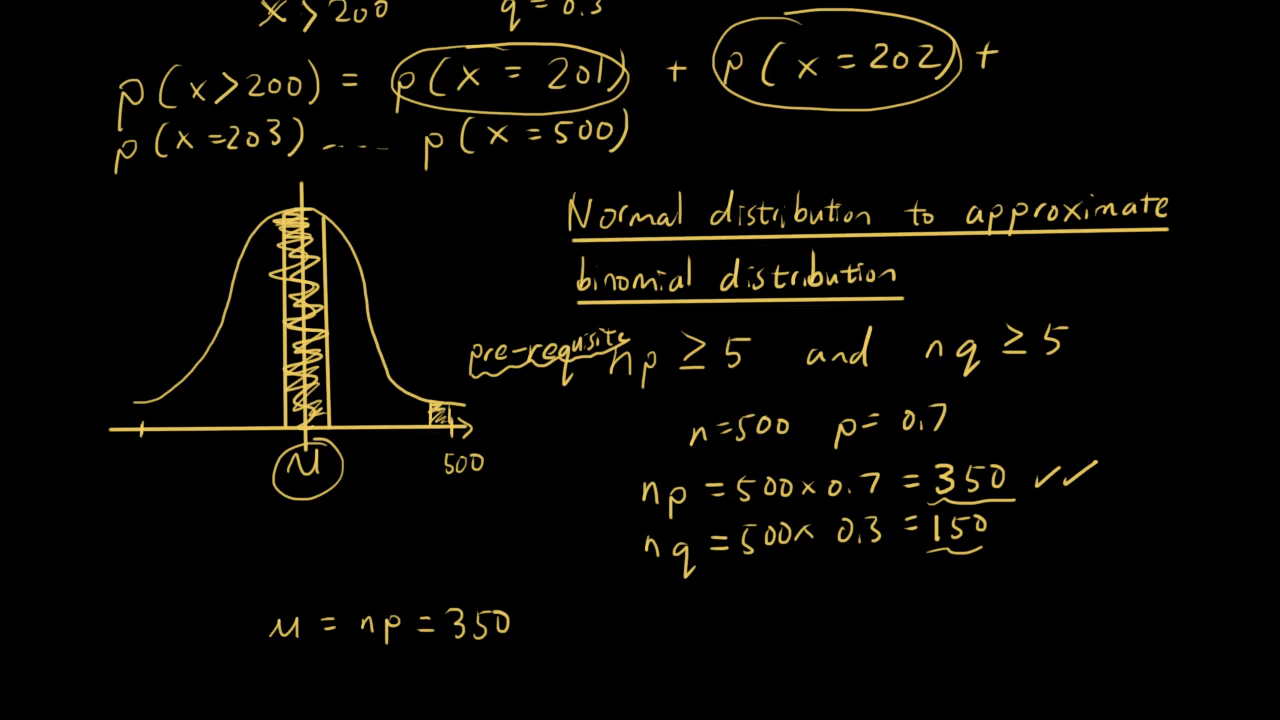 x > 200 q = 0.3
p(x>200) = p(x = 201) + p(x = 202) +
p(x=203) ..... p(x=500)
Normal distribution to approximate
binomial distribution
pre-requisite np ≥ 5 and nq ≥ 5
n=500 p= 0.7
np = 500×0.7 = 350 ✓✓
μ 500
nq = 500× 0.3 = 150
μ = np = 350